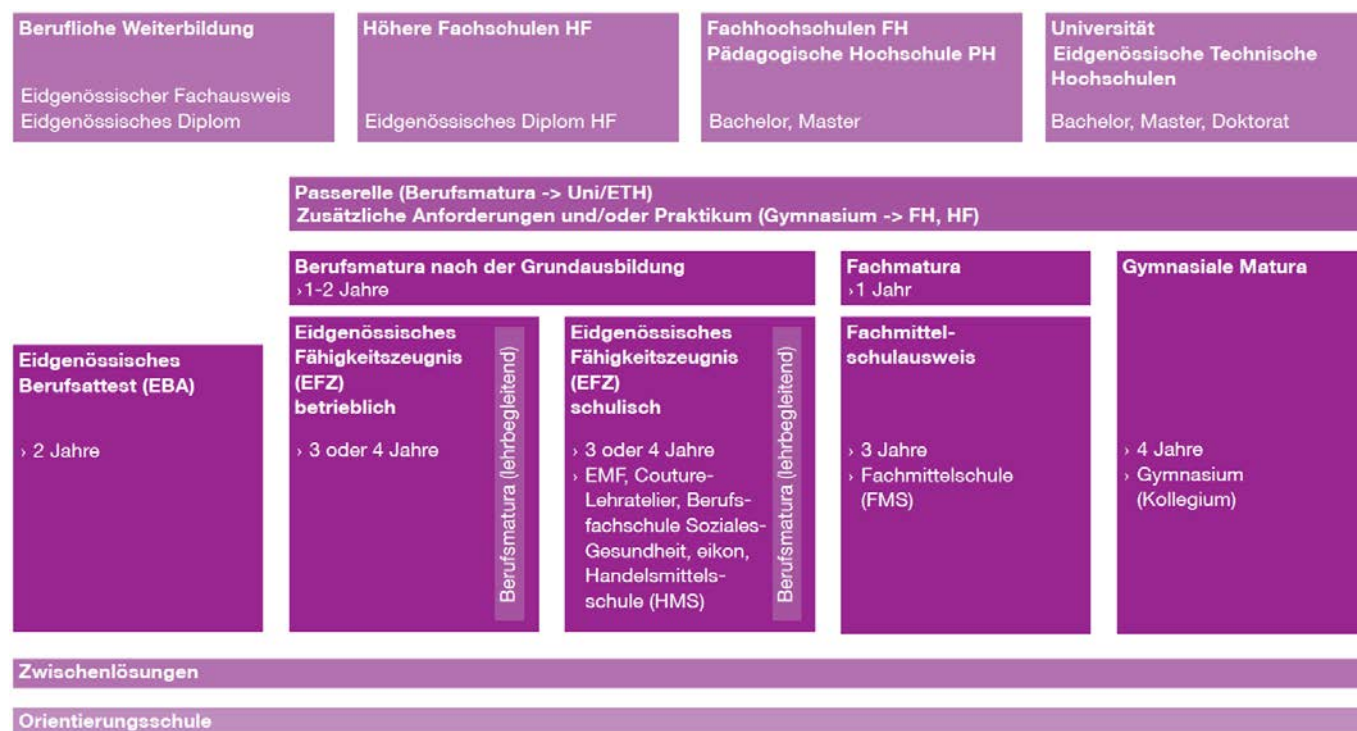 Berufliche Weiterbildung
Eidgenössischer Fachausweis
Eidgenössisches Diplom
Höhere Fachschulen HF
Eidgenössisches Diplom HF
Fachhochschulen FH
Pädagogische Hochschule PH
Bachelor, Master
Universität
Eidgenössische Technische
Hochschulen
Bachelor, Master, Doktorat
Passerelle (Berufsmatura -> Uni/ETH)
Zusätzliche Anforderungen und/oder Praktikum (Gymnasium -> FH, HF)
Berufsmatura nach der Grundausbildung
›1-2 Jahre
Fachmatura
›1 Jahr
Gymnasiale Matura
› 4 Jahre
› Gymnasium
(Kollegium)
Eidgenössisches
Berufsattest (EBA)
› 2 Jahre
Eidgenössisches
Fähigkeitszeugnis
(EFZ)
betrieblich
› 3 oder 4 Jahre
Berufsmatura (lehrbegleitend)
Eidgenössisches
Fähigkeitszeugnis
(EFZ)
schulisch
› 3 oder 4 Jahre
› EMF, Couture-
Lehratelier, Berufs-
fachschule Soziales-
Gesundheit, eikon,
Handelsmittels-
schule (HMS)
Berufsmatura (lehrbegleitend)
Fachmittel-
schulausweis
› 3 Jahre
› Fachmittelschule
(FMS)
Zwischenlösungen
Orientierungsschule